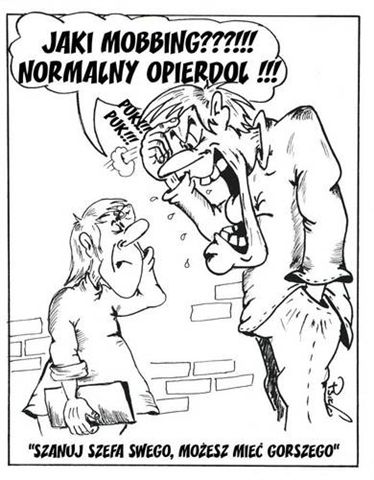 JAKI MOBBING???!!!
NORMALNY OPIERDOL !!!
PUK!!!
PUK!!!
"SZANUJ SZEFA SWEGO, MOŻESZ MIEĆ GORSZEGO"